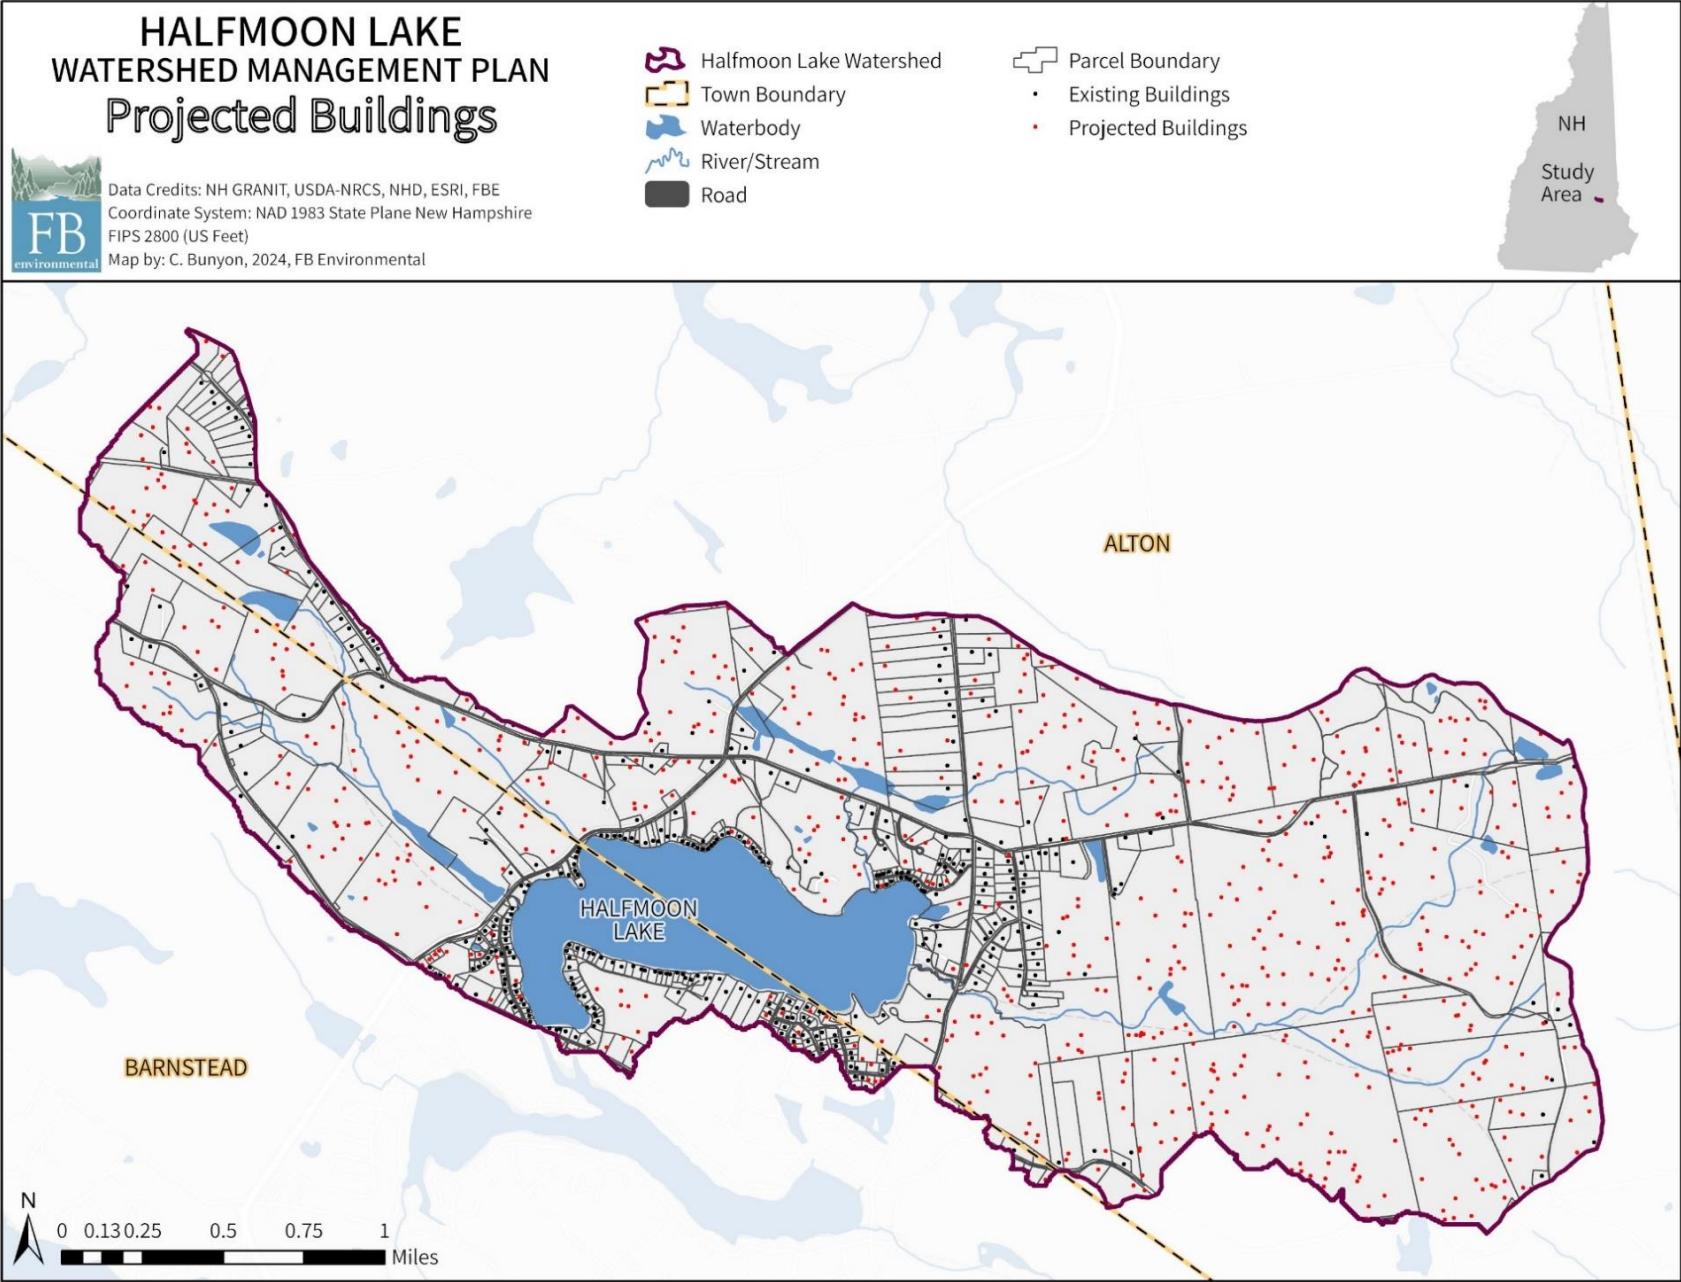 HALFMOON LAKE
WATERSHED MANAGEMENT PLAN
Projected Buildings
FB
environmental
Data Credits: NH GRANIT, USDA-NRCS, NHD, ESRI, FBE
Coordinate System: NAD 1983 State Plane New Hampshire
FIPS 2800 (US Feet)
Map by: C. Bunyon, 2024, FB Environmental
Halfmoon Lake Watershed
Town Boundary
Waterbody
River/Stream
Road
Parcel Boundary
Existing Buildings
Projected Buildings
NH
Study
Area
ALTON
HALFMOON
LAKE
BARNSTEAD
N
0 0.13 0.25 0.5 0.75 1
Miles